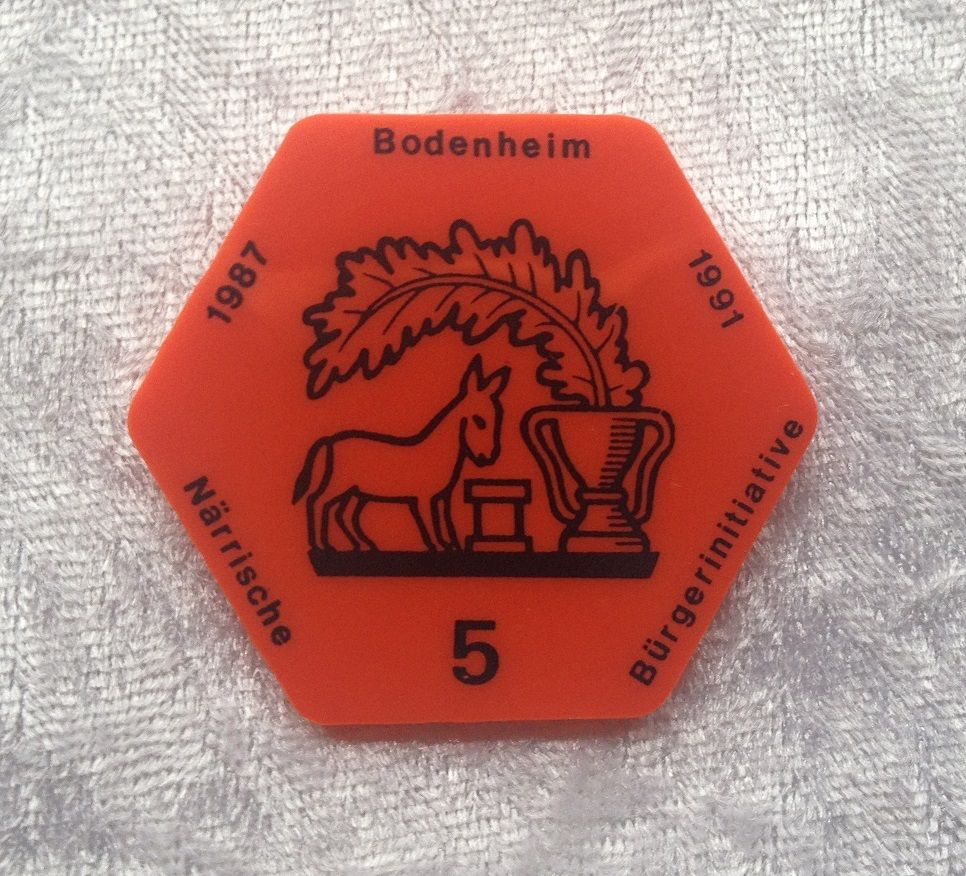 Bodenheim
1987
1991
Närrische
Bürgerinitiative
5